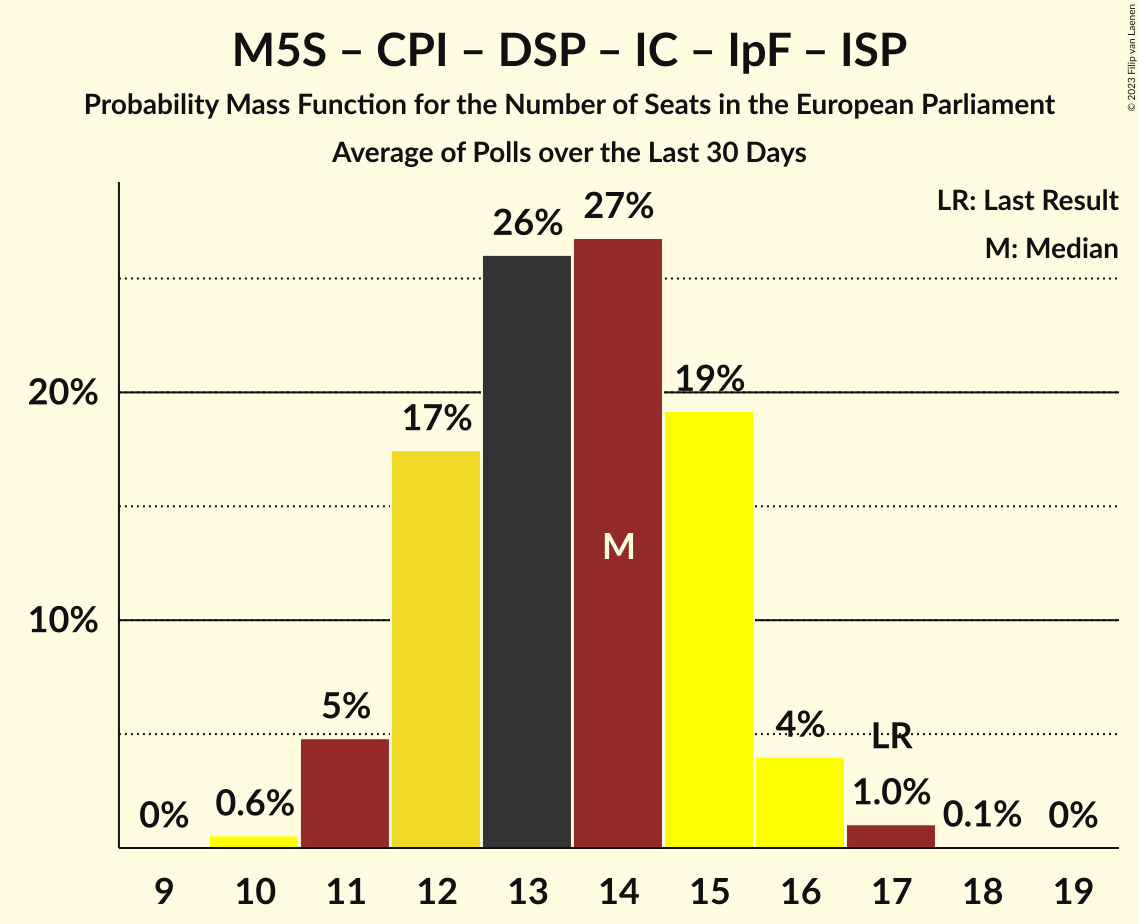 M5S – CPI – DSP – IC – IpF – ISP
Probability Mass Function for the Number of Seats in the European Parliament
Average of Polls over the Last 30 Days
© 2023 Filip van Laenen
LR: Last Result
M: Median
20%
10%
0%
0.6%
5%
17%
26%
27%
19%
4%
1.0%
0.1%
0%
M
LR
9 10 11 12 13 14 15 16 17 18 19